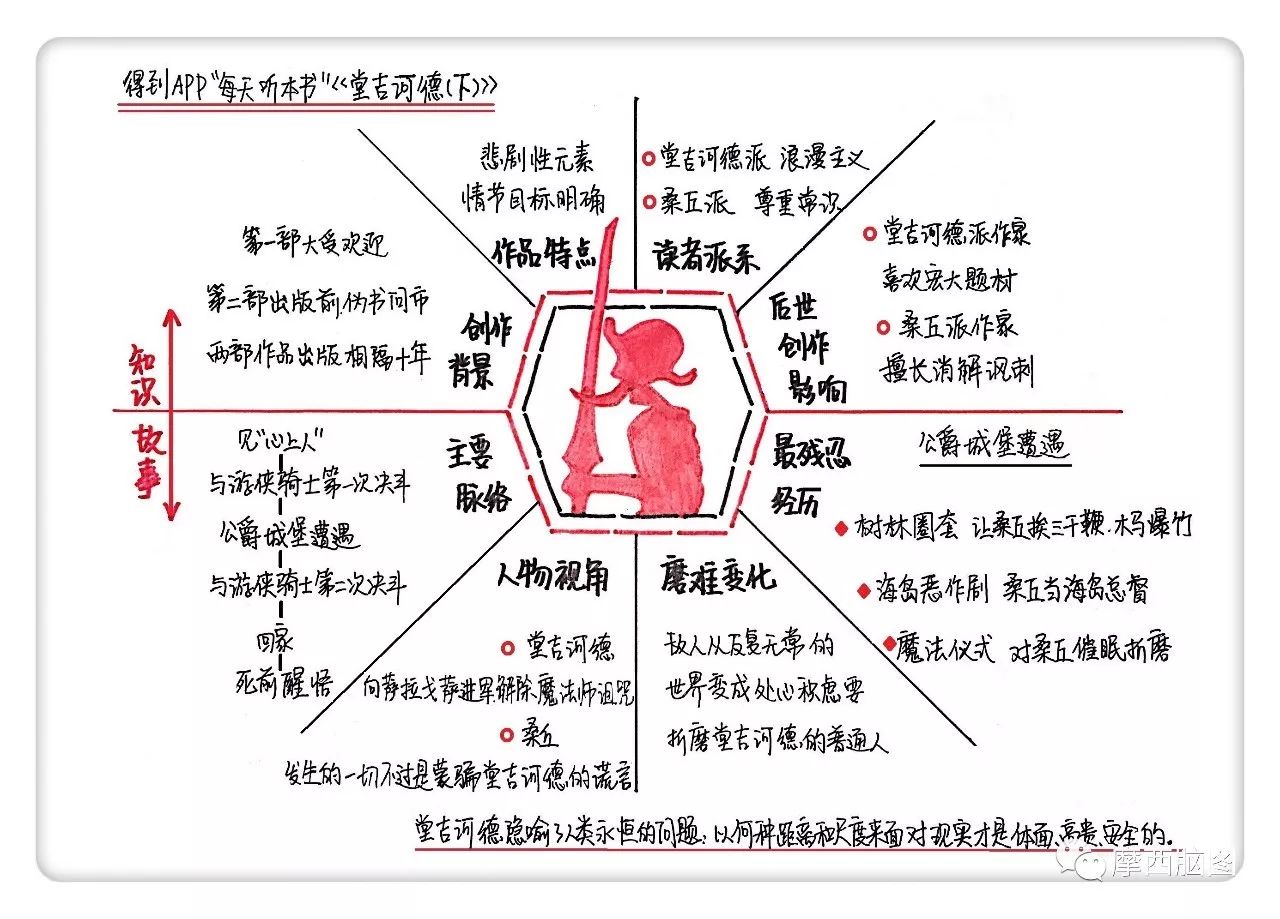 得到APP"每天听本书"《堂吉诃德(下)》
悲剧性元素
情节目标明确
作品特点
堂吉诃德派 浪漫主义
桑丘派 尊重常识
读者派系
第一部大受欢迎
第二部出版前,伪书问市
两部作品出版相隔十年
创作
背景
堂吉诃德派作家
喜欢宏大题材
桑丘派作家
擅长消解讽刺
后世
创作
影响
知识
故事
见"心上人"
与游侠骑士第一次决斗
公爵城堡遭遇
与游侠骑士第二次决斗
回家
死前醒悟
主要
脉络
最残忍
经历
公爵城堡遭遇
树林圈套 让桑丘挨三千鞭.木马爆竹
海岛恶作剧 桑丘当海岛总督
魔法仪式 对桑丘催眠折磨
人物视角
堂吉诃德
向萨拉戈萨进军,解除魔法师诅咒
桑丘
发生的一切不过是蒙骗堂吉诃德的谎言
磨难变化
敌人从反复无常的
世界变成处心积虑要
折磨堂吉诃德的普通人
堂吉诃德隐喻了人类永恒的问题:以何种距离和尺度来面对现实才是体面、高贵、安全的。
摩西脑图